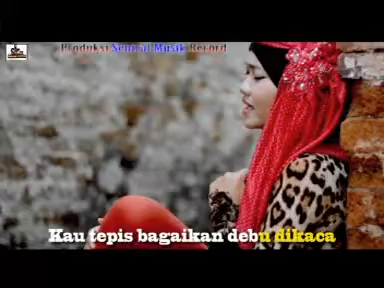 Produksi Sentral Musik Record
Kau tepis bagaikan debu dikaca